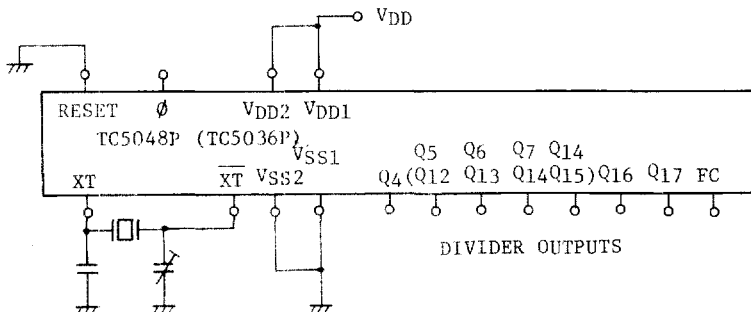 VDD
RESET ø VDD2 VDD1
TC5048P (TC5036P)
VSS1
Q5 Q6 Q7 Q14
XT X̅T̅ VSS2 Q4 (Q12 Q13 Q14 Q15) Q16 Q17 FC
DIVIDER OUTPUTS